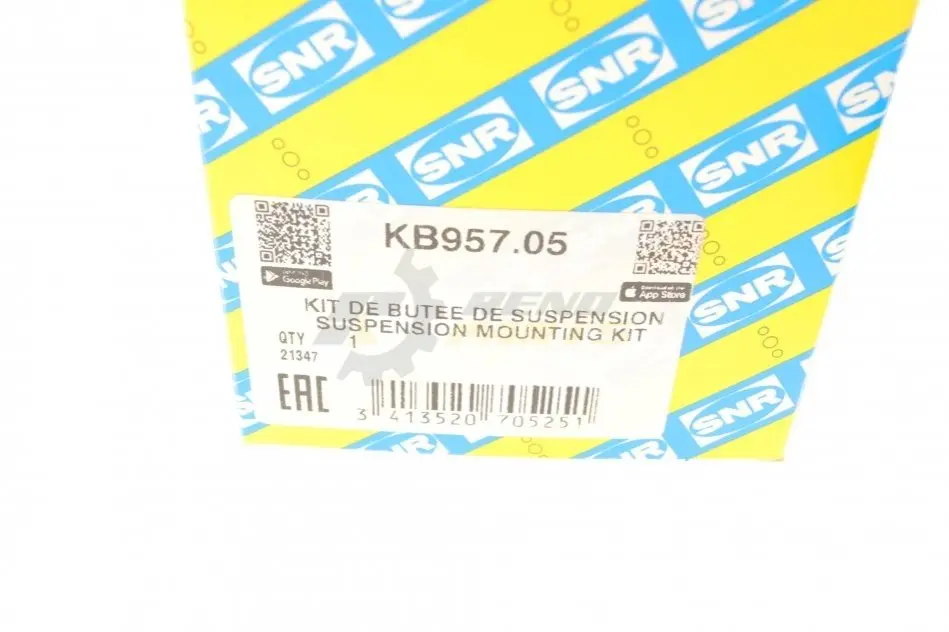 SNR
SNR
SNR
SNR
SNR
SNR
KB957.05
Google Play
App Store
KIT DE BUTEE DE SUSPENSION
SUSPENSION MOUNTING KIT
QTY 1
21347
EAC
3 413520 705251
SNR
SNR